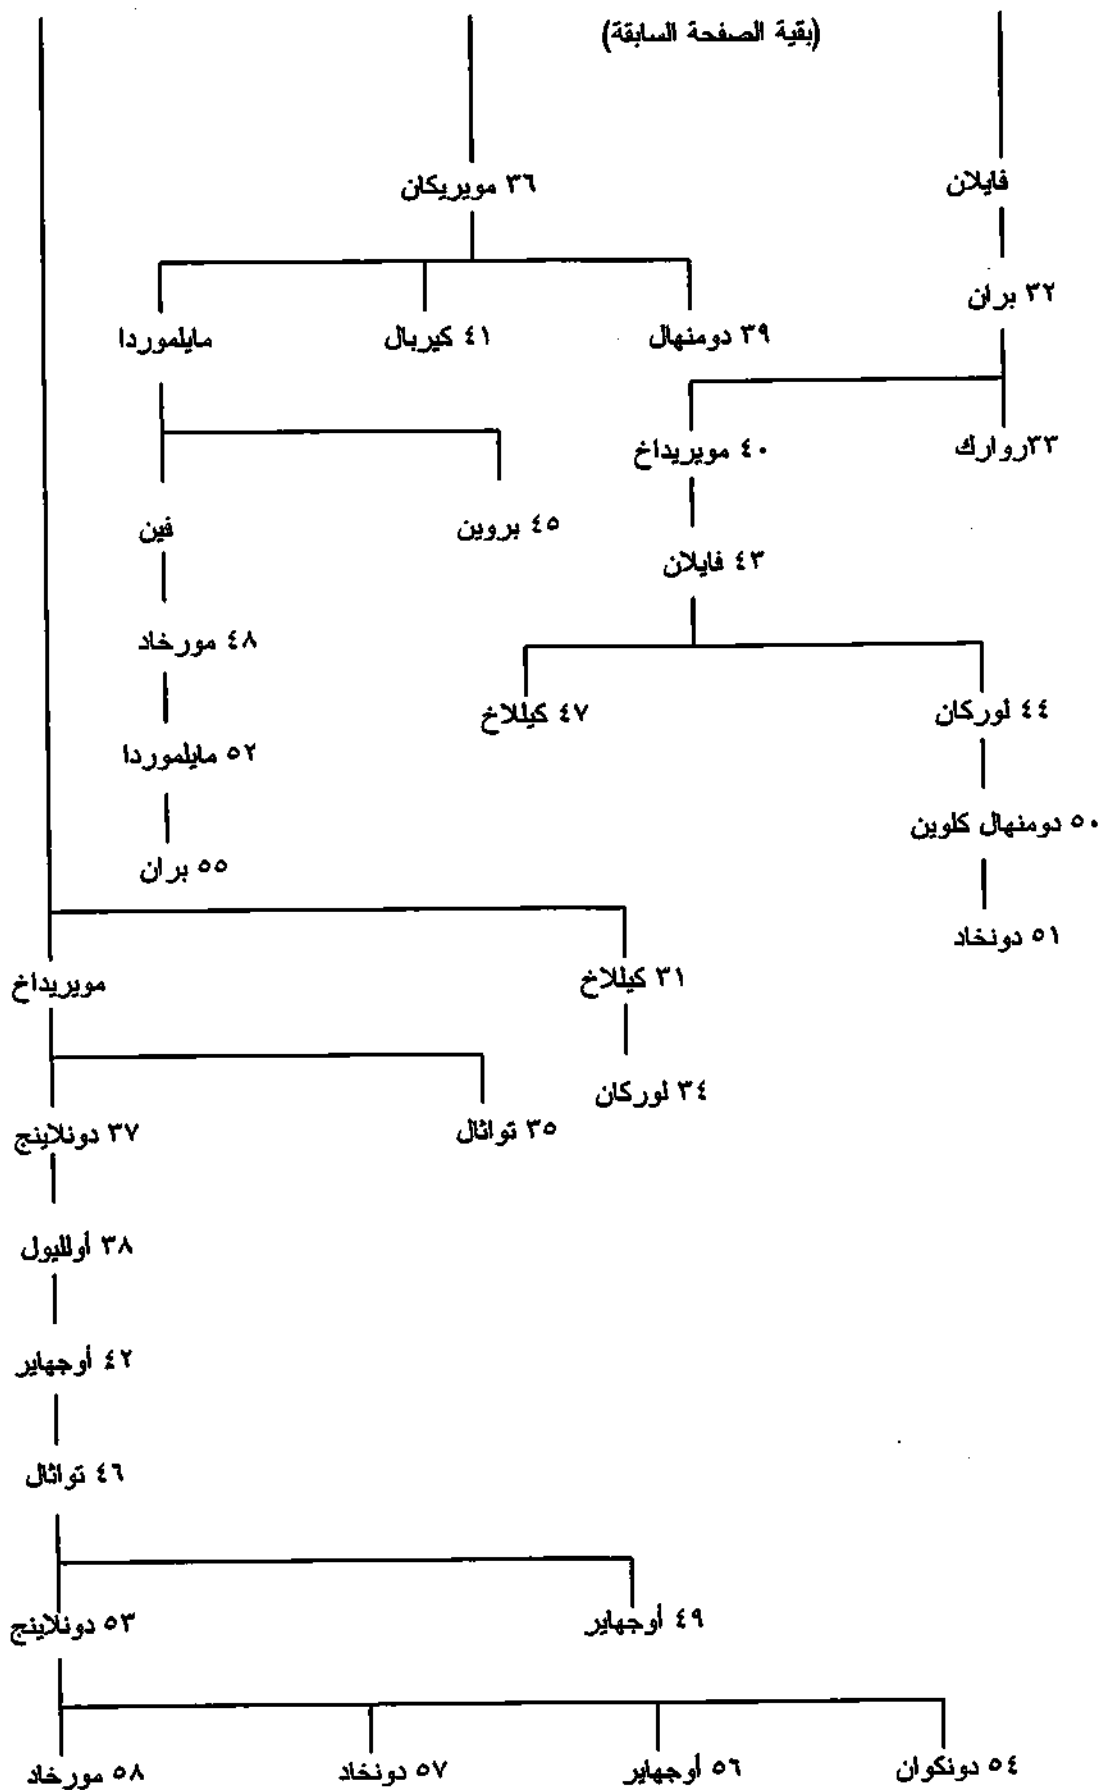 (بقية الصفحة السابقة)
فايلان
٣٦ مويريكان
٣٢ بران
٣٩ دومنهال
٤١ كيربال
مايلموردا
٣٣روارك
٤٠ مويريداخ
٤٥ بروين
فين
٤٣ فايلان
٤٨ مورخاد
٤٤ لوركان
٤٧ كيللاخ
٥٢ مايلموردا
٥٠ دومنهال كلوين
٥٥ بران
٥١ دونخاد
٣١ كيللاخ
مويريداخ
٣٤ لوركان
٣٥ تواثال
٣٧ دونلاينج
٣٨ أولليول
٤٢ أوجهاير
٤٦ تواثال
٤٩ أوجهاير
٥٣ دونلاينج
٥٤ دونكوان
٥٦ أوجهاير
٥٧ دونخاد
٥٨ مورخاد